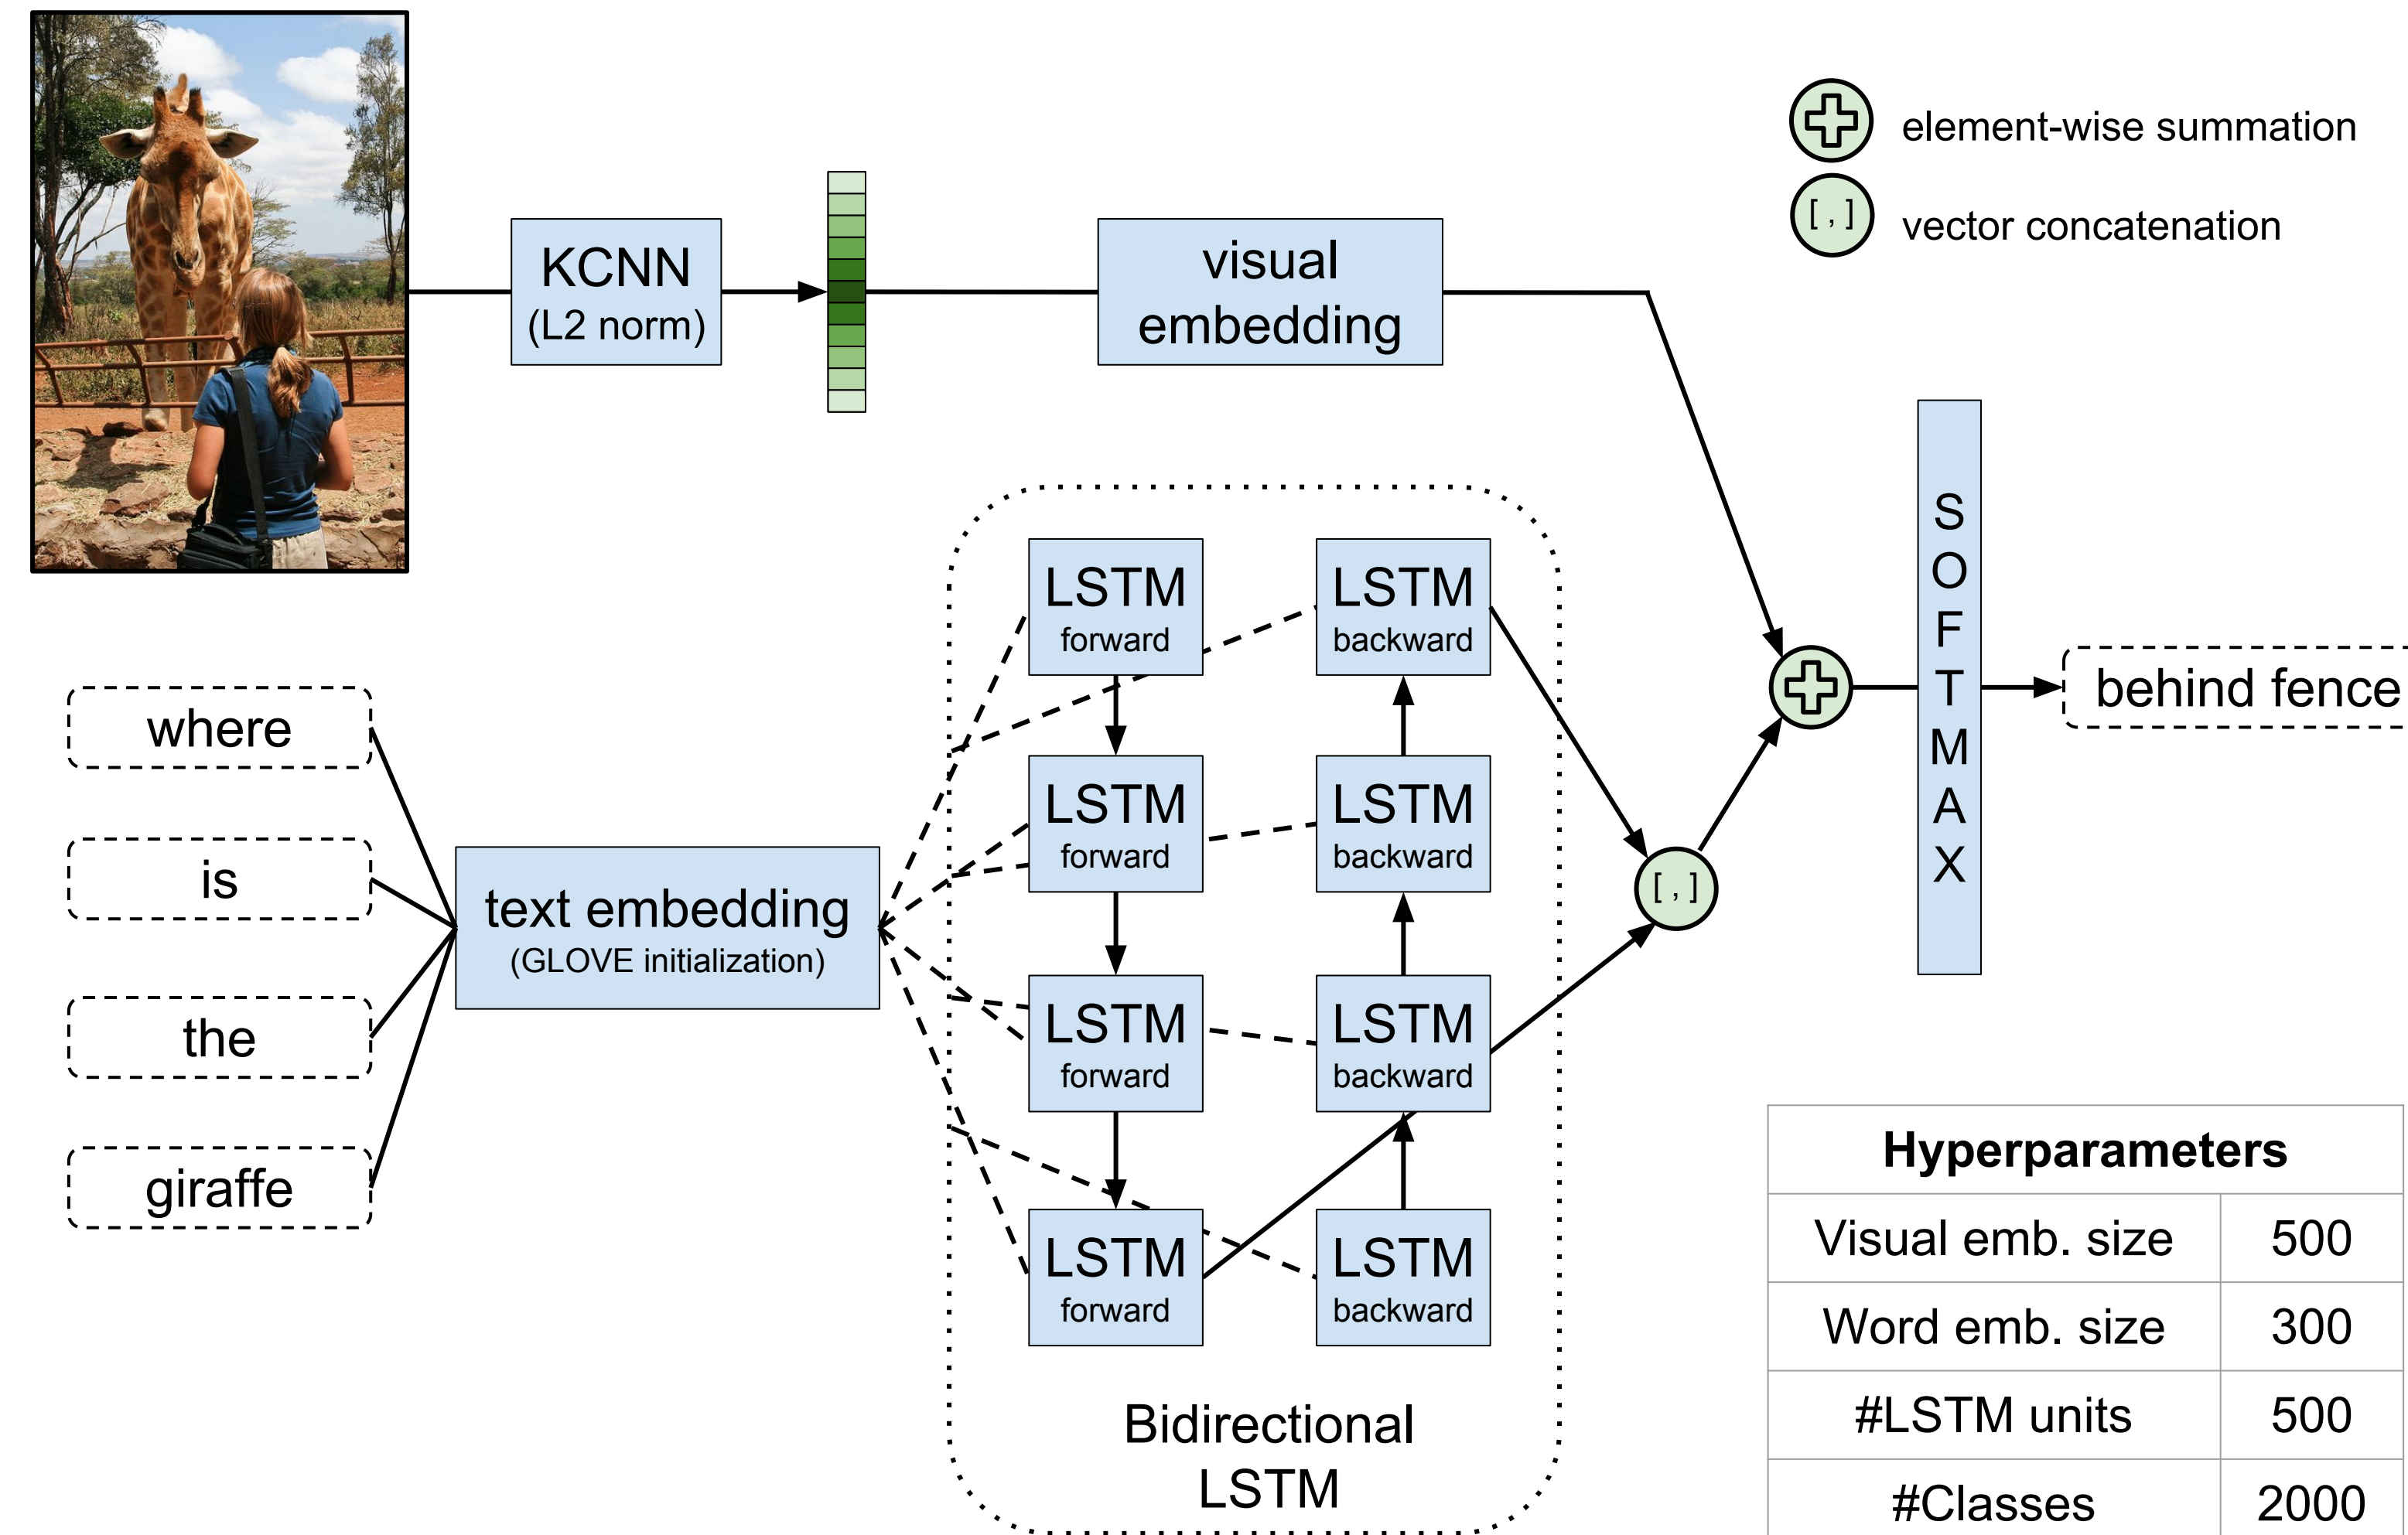 element-wise summation
[ , ]
vector concatenation
KCNN
(L2 norm)
visual
embedding
where
is
the
giraffe
text embedding
(GLOVE initialization)
LSTM
forward
LSTM
backward
LSTM
forward
LSTM
backward
LSTM
forward
LSTM
backward
LSTM
forward
LSTM
backward
Bidirectional
LSTM
[ , ]
SOFTMAX
behind fence
Hyperparameters
Visual emb. size 500
Word emb. size 300
#LSTM units 500
#Classes 2000